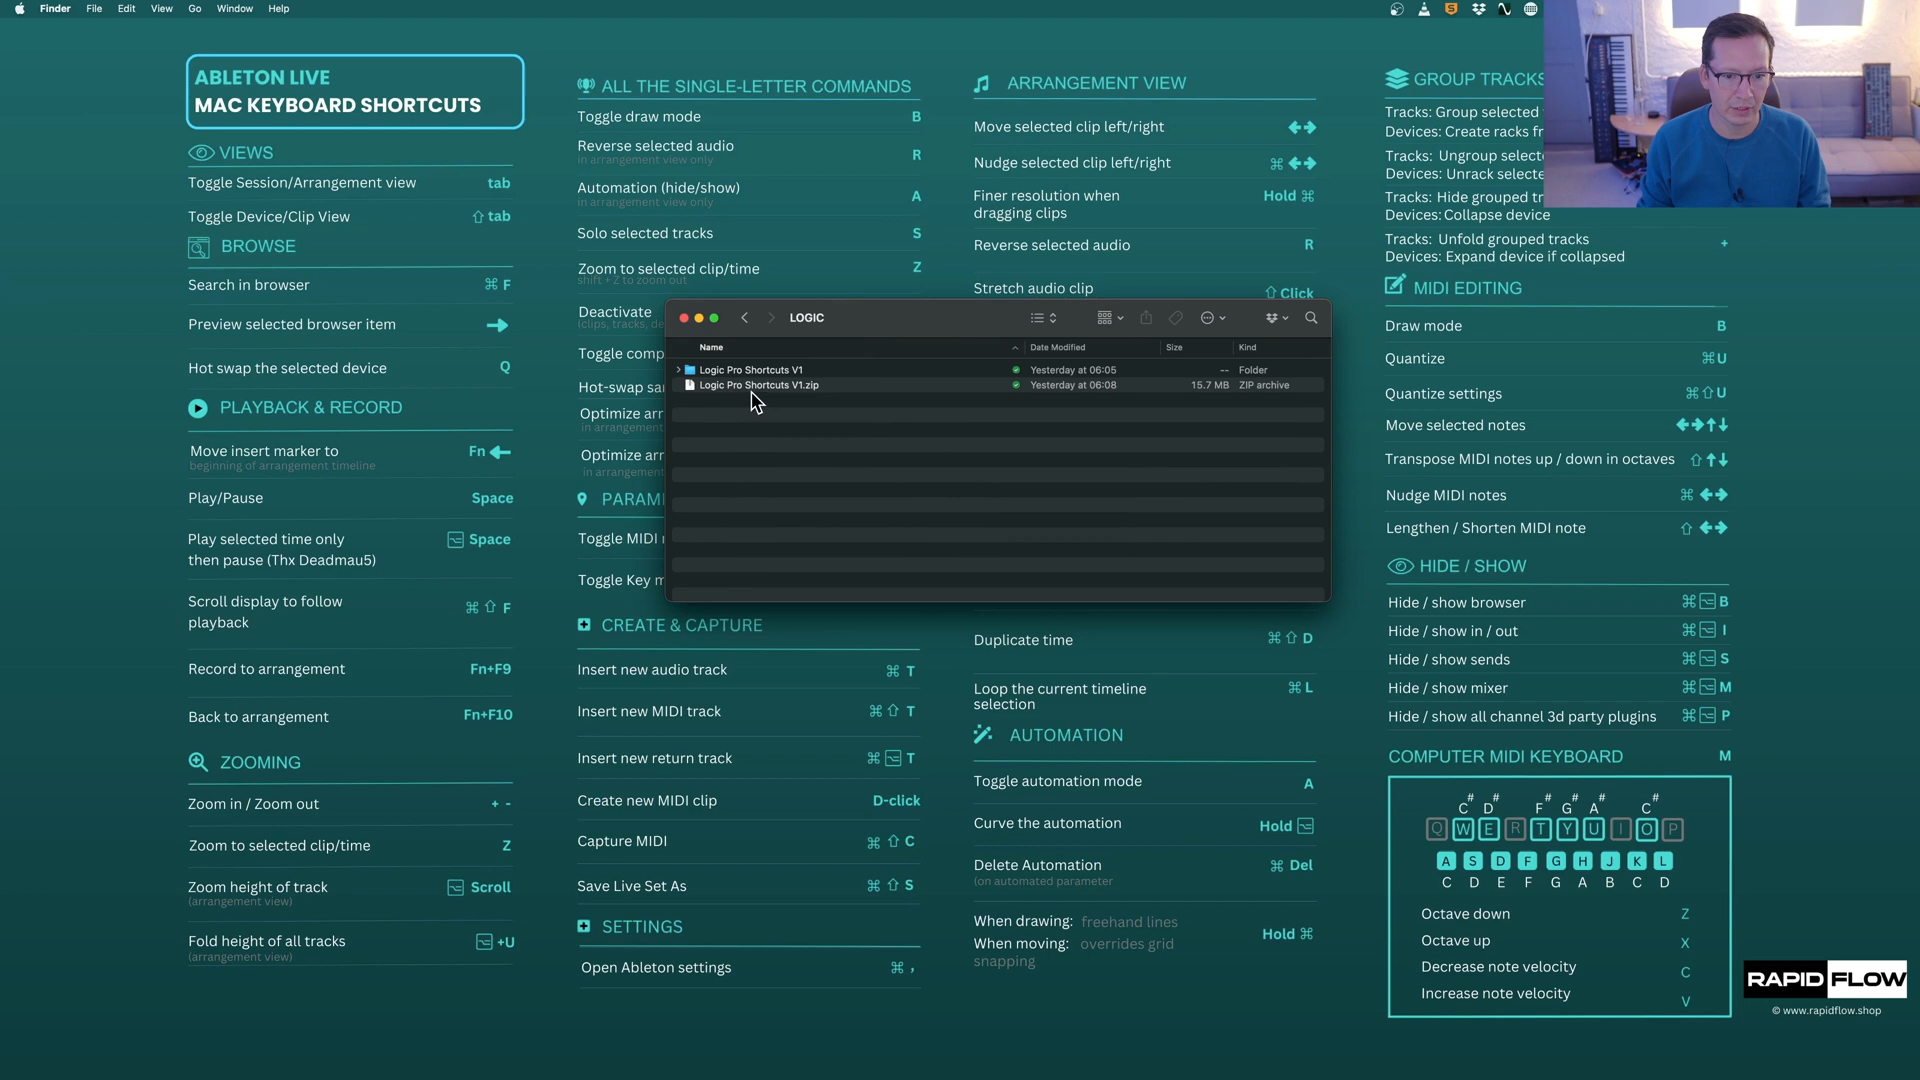 Finder File Edit View Go Window Help
ABLETON LIVE
MAC KEYBOARD SHORTCUTS
VIEWS
Toggle Session/Arrangement view tab
Toggle Device/Clip View ⇧ tab
BROWSE
Search in browser ⌘ F
Preview selected browser item →
Hot swap the selected device Q
PLAYBACK & RECORD
Move insert marker to Fn ←
beginning of arrangement timeline
Play/Pause Space
Play selected time only
then pause (Thx Deadmau5) ⌥ Space
Scroll display to follow
playback ⌘ ⇧ F
Record to arrangement Fn+F9
Back to arrangement Fn+F10
ZOOMING
Zoom in / Zoom out + -
Zoom to selected clip/time Z
Zoom height of track ⌥ Scroll
(arrangement view)
Fold height of all tracks ⌥ +U
(arrangement view)
ALL THE SINGLE-LETTER COMMANDS
Toggle draw mode B
Reverse selected audio R
in arrangement view only
Automation (hide/show) A
in arrangement view only
Solo selected tracks S
Zoom to selected clip/time Z
shift + Z to zoom out
Deactivate
(clips, tracks, de
Toggle comp
Hot-swap sa
Optimize arr
in arrangement
Optimize arr
in arrangement
PARAM
Toggle MIDI
Toggle Key m
CREATE & CAPTURE
Insert new audio track ⌘ T
Insert new MIDI track ⌘ ⇧ T
Insert new return track ⌘ ⌥ T
Create new MIDI clip D-click
Capture MIDI ⌘ ⇧ C
Save Live Set As ⌘ ⇧ S
SETTINGS
Open Ableton settings ⌘ ,
ARRANGEMENT VIEW
Move selected clip left/right ←→
Nudge selected clip left/right ⌘ ←→
Finer resolution when
dragging clips Hold ⌘
Reverse selected audio R
Stretch audio clip ⇧ Click
LOGIC
Name Date Modified Size Kind
Logic Pro Shortcuts V1 Yesterday at 06:05 -- Folder
Logic Pro Shortcuts V1.zip Yesterday at 06:08 15.7 MB ZIP archive
Duplicate time ⌘ ⇧ D
Loop the current timeline
selection ⌘ L
AUTOMATION
Toggle automation mode A
Curve the automation Hold ⌥
Delete Automation ⌘ Del
(on automated parameter
When drawing: freehand lines
When moving: overrides grid
snapping
Hold ⌘
GROUP TRACKS
Tracks: Group selected
Devices: Create racks fr
Tracks: Ungroup select
Devices: Unrack selecte
Tracks: Hide grouped tr
Devices: Collapse device
Tracks: Unfold grouped tracks +
Devices: Expand device if collapsed
MIDI EDITING
Draw mode B
Quantize ⌘U
Quantize settings ⌘⇧U
Move selected notes ←→↑↓
Transpose MIDI notes up / down in octaves ⇧↑↓
Nudge MIDI notes ⌘ ←→
Lengthen / Shorten MIDI note ⇧ ←→
HIDE / SHOW
Hide / show browser ⌘⌥B
Hide / show in / out ⌘⌥ I
Hide / show sends ⌘⌥S
Hide / show mixer ⌘⌥M
Hide / show all channel 3d party plugins ⌘⌥ P
COMPUTER MIDI KEYBOARD M
C# D# F# G# A# C#
Q W E R T Y U I O P
A S D F G H J K L
C D E F G A B C D
Octave down Z
Octave up X
Decrease note velocity C
Increase note velocity V
RAPID FLOW
© www.rapidflow.shop